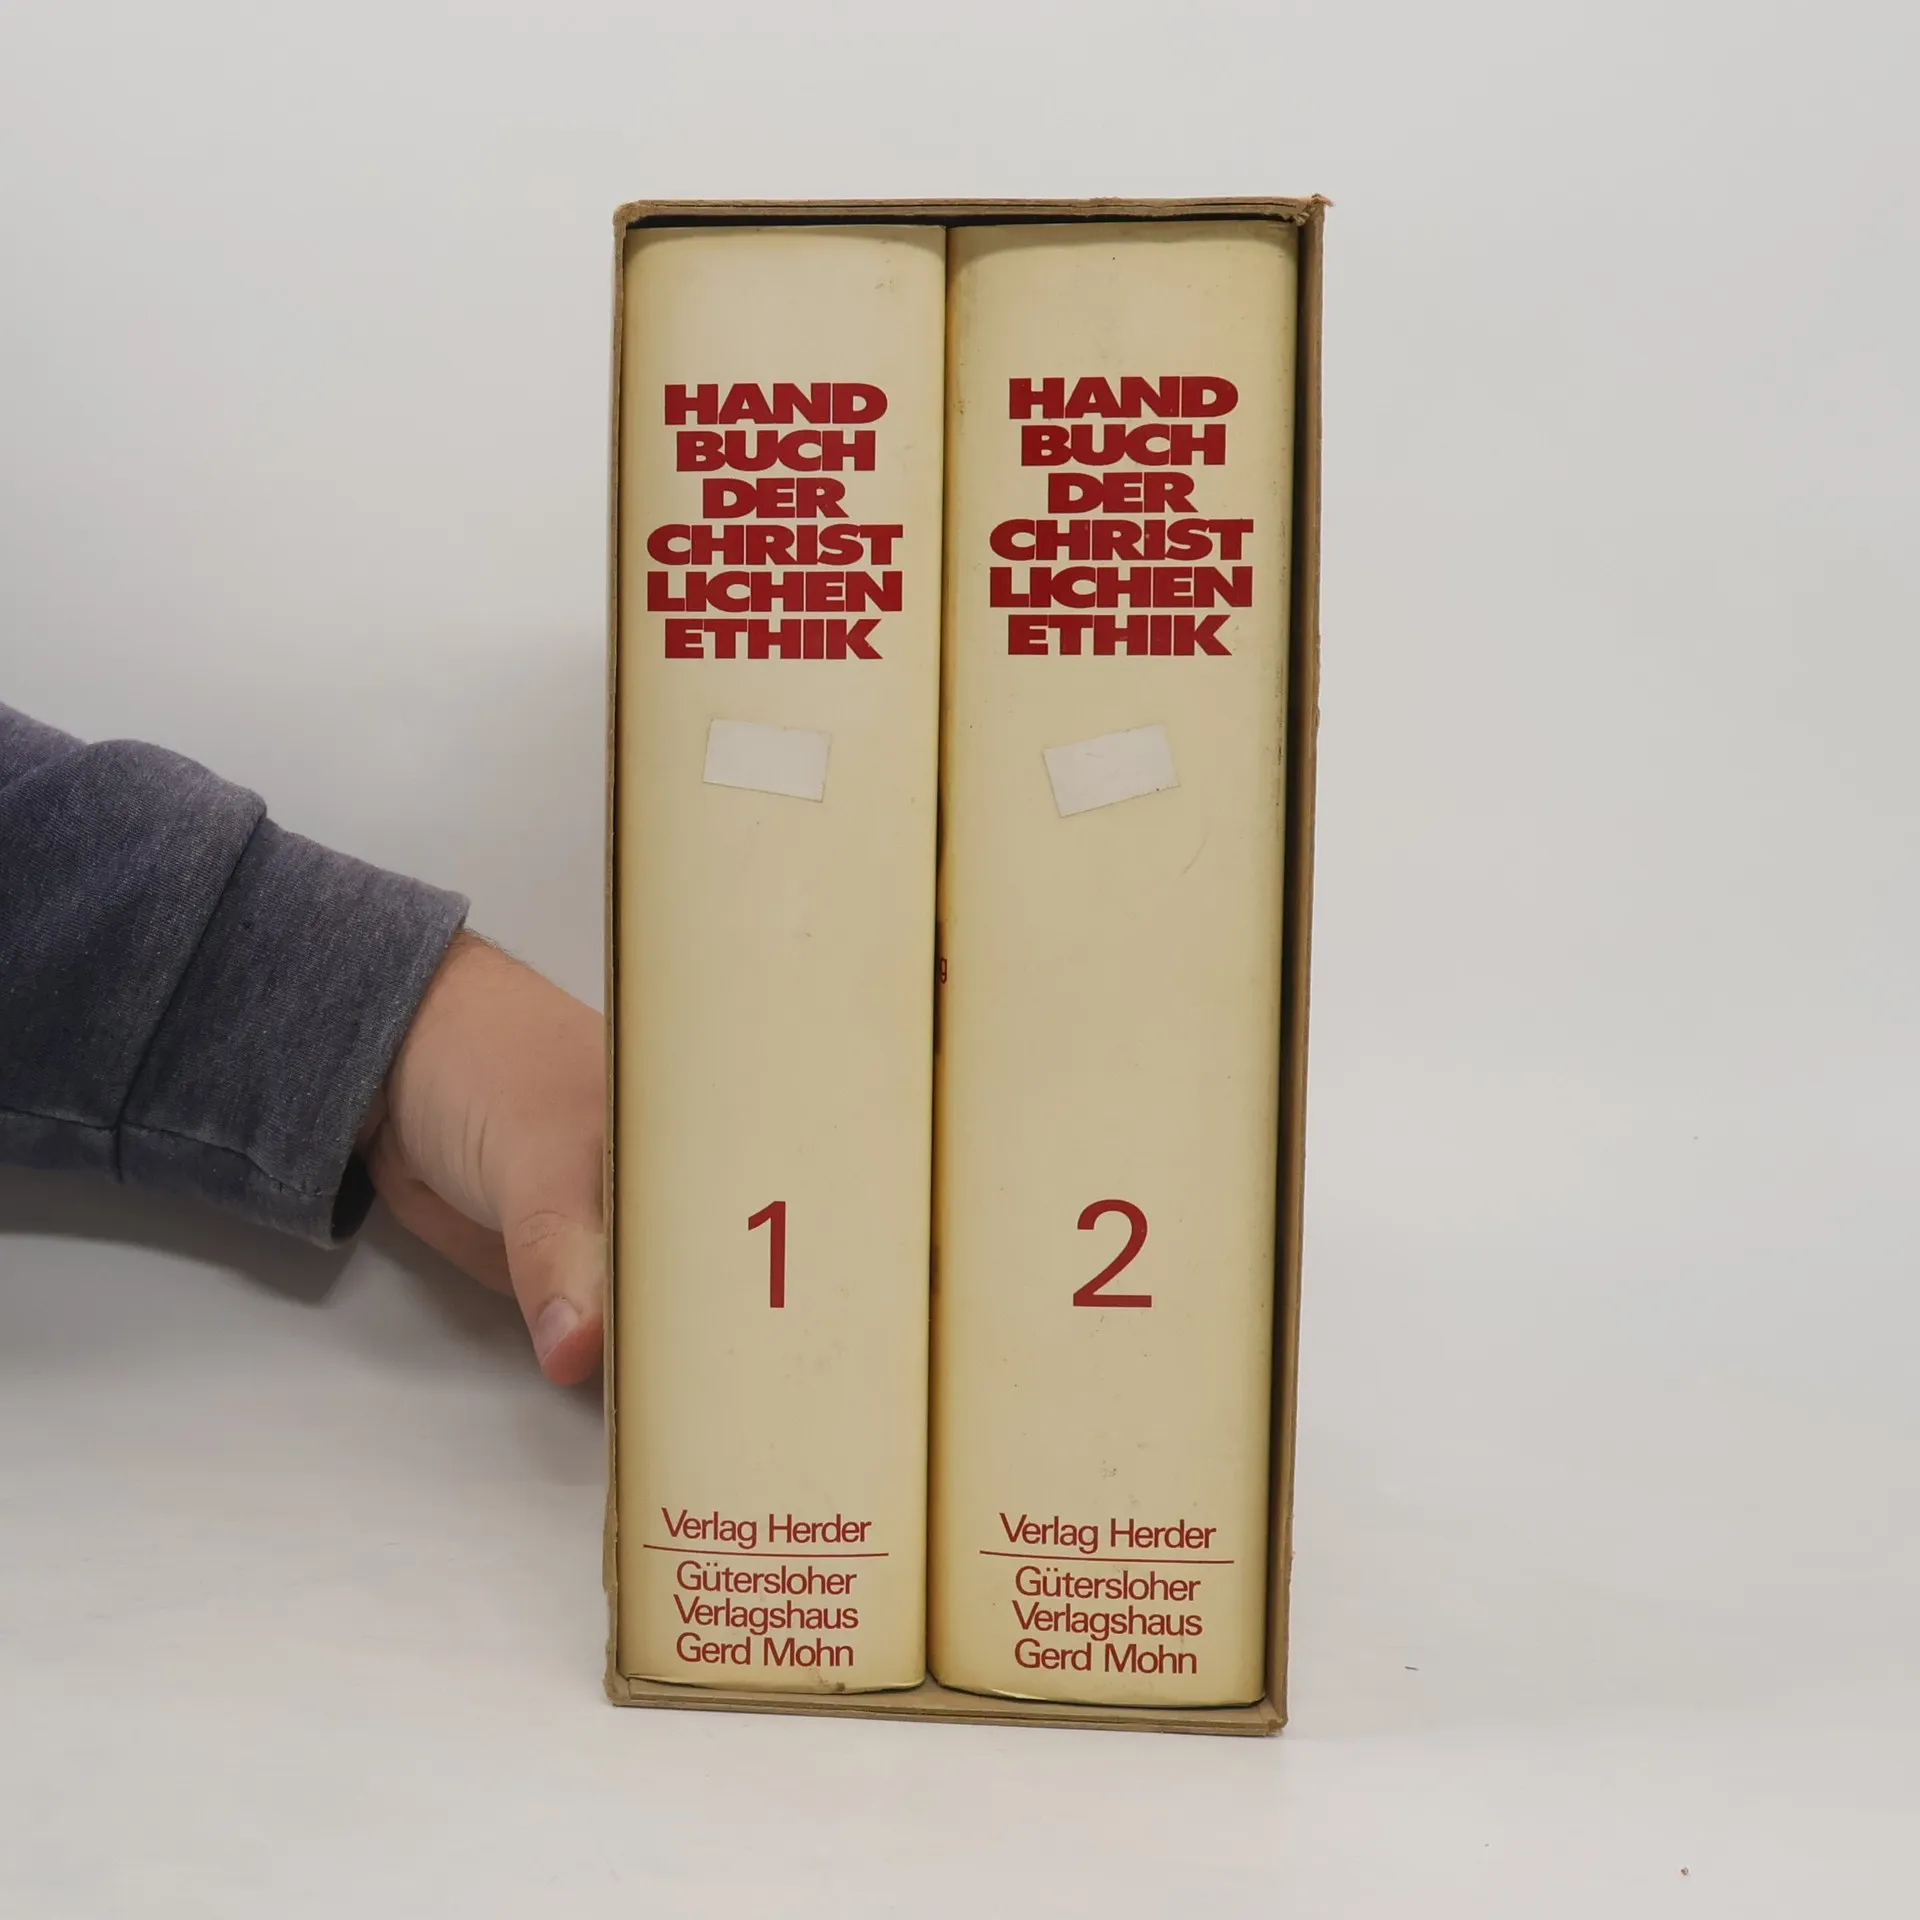 HAND
BUCH
DER
CHRIST
LICHEN
ETHIK
1
Verlag Herder
Gütersloher
Verlagshaus
Gerd Mohn
HAND
BUCH
DER
CHRIST
LICHEN
ETHIK
2
Verlag Herder
Gütersloher
Verlagshaus
Gerd Mohn